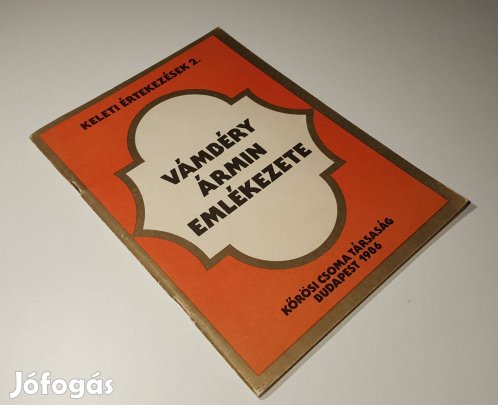 KELETI ÉRTEKEZÉSEK 2.
VÁMBÉRY
ÁRMIN
EMLÉKEZETE
KŐRÖSI CSOMA TÁRSASÁG
BUDAPEST 1986
Jófogás